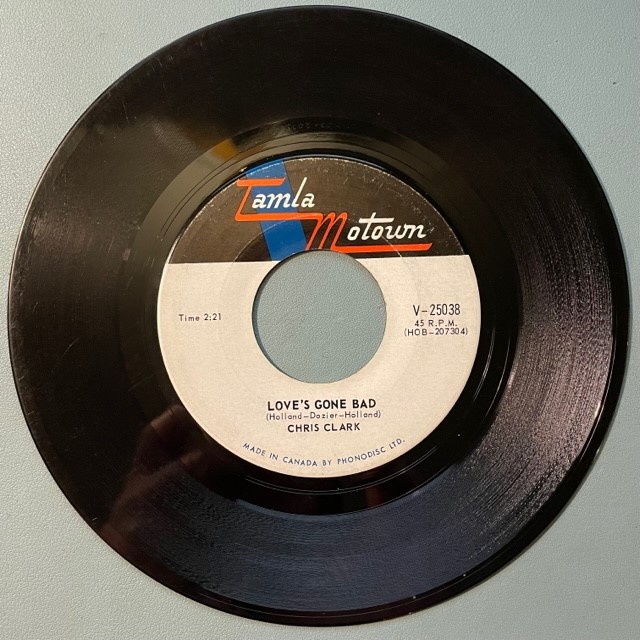 Tamla
Motown
Time 2:21
V-25038
45 R.P.M.
(HOB-207304)
LOVE'S GONE BAD
(Holland-Dozier-Holland)
CHRIS CLARK
MADE IN CANADA BY PHONODISC LTD.